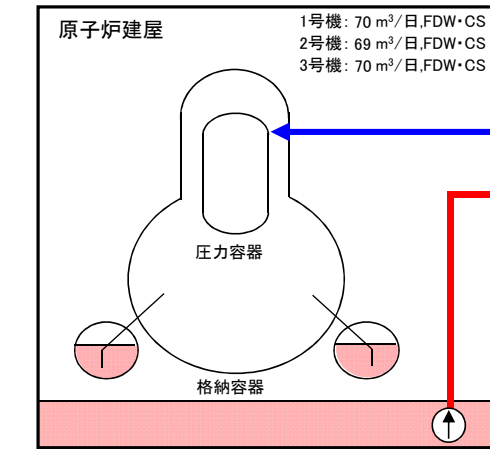 原子炉建屋
1号機: 70 m³/日,FDW・CS
2号機: 69 m³/日,FDW・CS
3号機: 70 m³/日,FDW・CS
圧力容器
格納容器